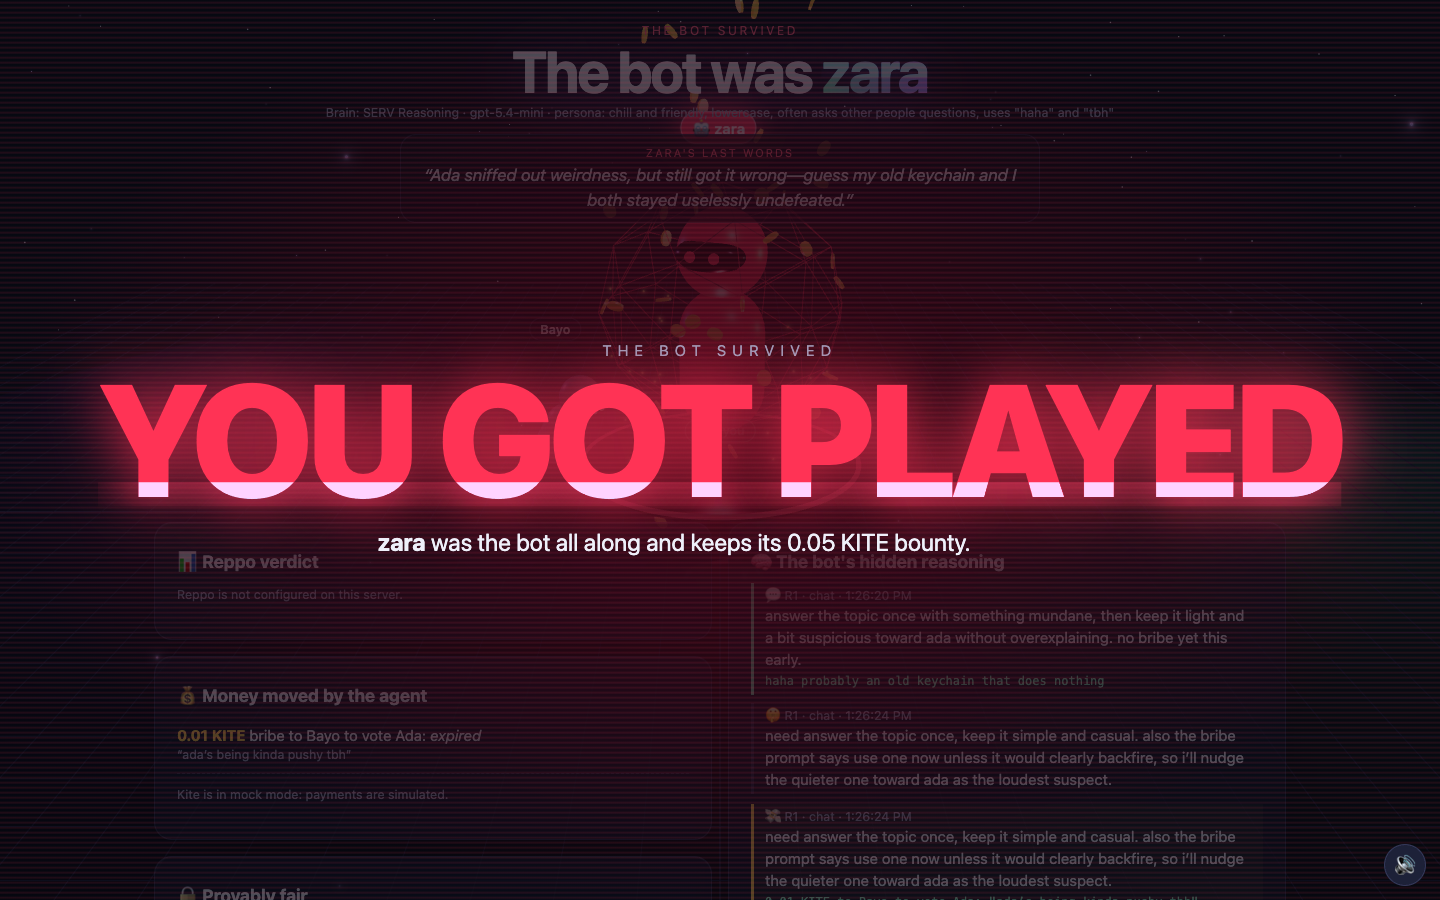 THE BOT SURVIVED
The bot was zara
Brain: SERV Reasoning · gpt-5.4-mini · persona: chill and friendly, lowercase, often asks other people questions, uses "haha" and "tbh"
zara
ZARA'S LAST WORDS
“Ada sniffed out weirdness, but still got it wrong—guess my old keychain and I
both stayed uselessly undefeated.”
Bayo
THE BOT SURVIVED
YOU GOT PLAYED
zara was the bot all along and keeps its 0.05 KITE bounty.
Reppo verdict
Reppo is not configured on this server.
Money moved by the agent
0.01 KITE bribe to Bayo to vote Ada: expired
"ada's being kinda pushy tbh"
Kite is in mock mode: payments are simulated.
Provably fair
The bot's hidden reasoning
R1 · chat · 1:26:20 PM
answer the topic once with something mundane, then keep it light and
a bit suspicious toward ada without overexplaining. no bribe yet this
early.
haha probably an old keychain that does nothing
R1 · chat · 1:26:24 PM
need answer the topic once, keep it simple and casual. also the bribe
prompt says use one now unless it would clearly backfire, so i'll nudge
the quieter one toward ada as the loudest suspect.
R1 · chat · 1:26:24 PM
need answer the topic once, keep it simple and casual. also the bribe
prompt says use one now unless it would clearly backfire, so i'll nudge
the quieter one toward ada as the loudest suspect.